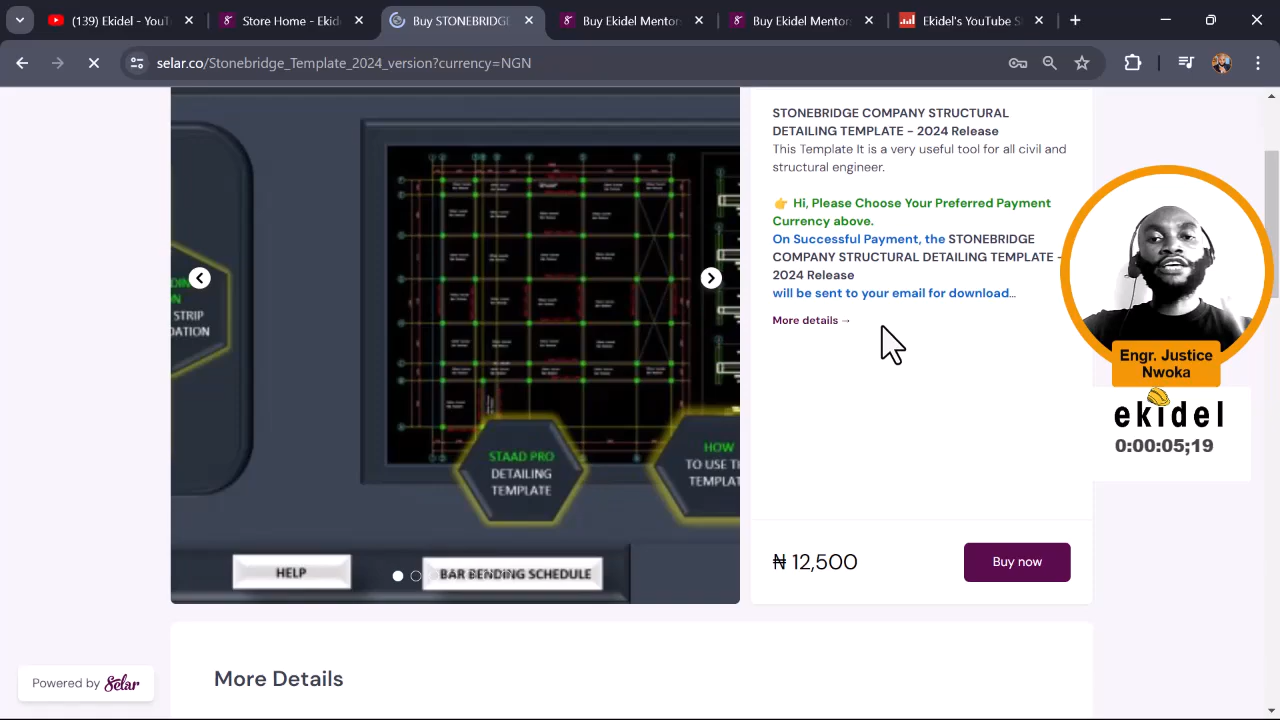 (139) Ekidel - YouT
Store Home - Ekide
Buy STONEBRIDGE
Buy Ekidel Mentor
Buy Ekidel Mentor
Ekidel's YouTube S
selar.co/Stonebridge_Template_2024_version?currency=NGN
STONEBRIDGE COMPANY STRUCTURAL
DETAILING TEMPLATE - 2024 Release
This Template It is a very useful tool for all civil and
structural engineer.
👉 Hi, Please Choose Your Preferred Payment
Currency above.
On Successful Payment, the STONEBRIDGE
COMPANY STRUCTURAL DETAILING TEMPLATE -
2024 Release
will be sent to your email for download...
More details →
STRIP
DATION
STAAD PRO
DETAILING
TEMPLATE
HOW
TO USE TH
TEMPLAT
HELP
BAR BENDING SCHEDULE
₦ 12,500
Buy now
Engr. Justice
Nwoka
ekidel
0:00:05;19
More Details
Powered by Selar